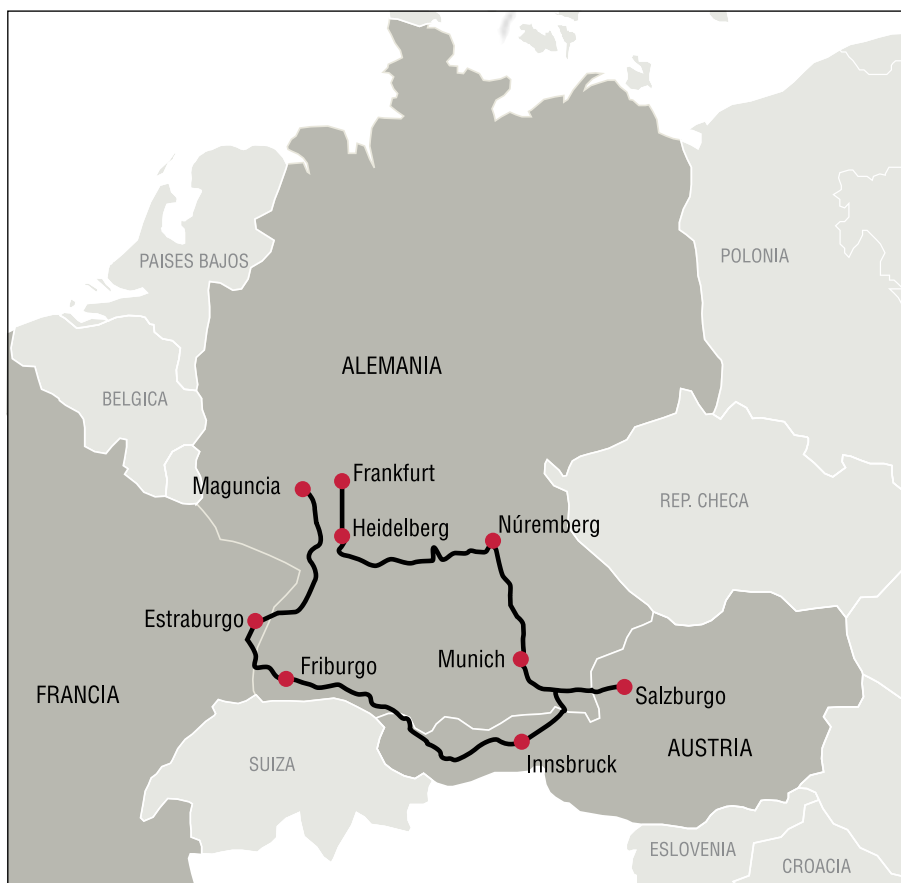 PAISES BAJOS
POLONIA
ALEMANIA
BELGICA
Frankfurt
Maguncia
REP. CHECA
Heidelberg
Núremberg
Estraburgo
Munich
Friburgo
FRANCIA
Salzburgo
AUSTRIA
SUIZA
Innsbruck
ESLOVENIA
CROACIA